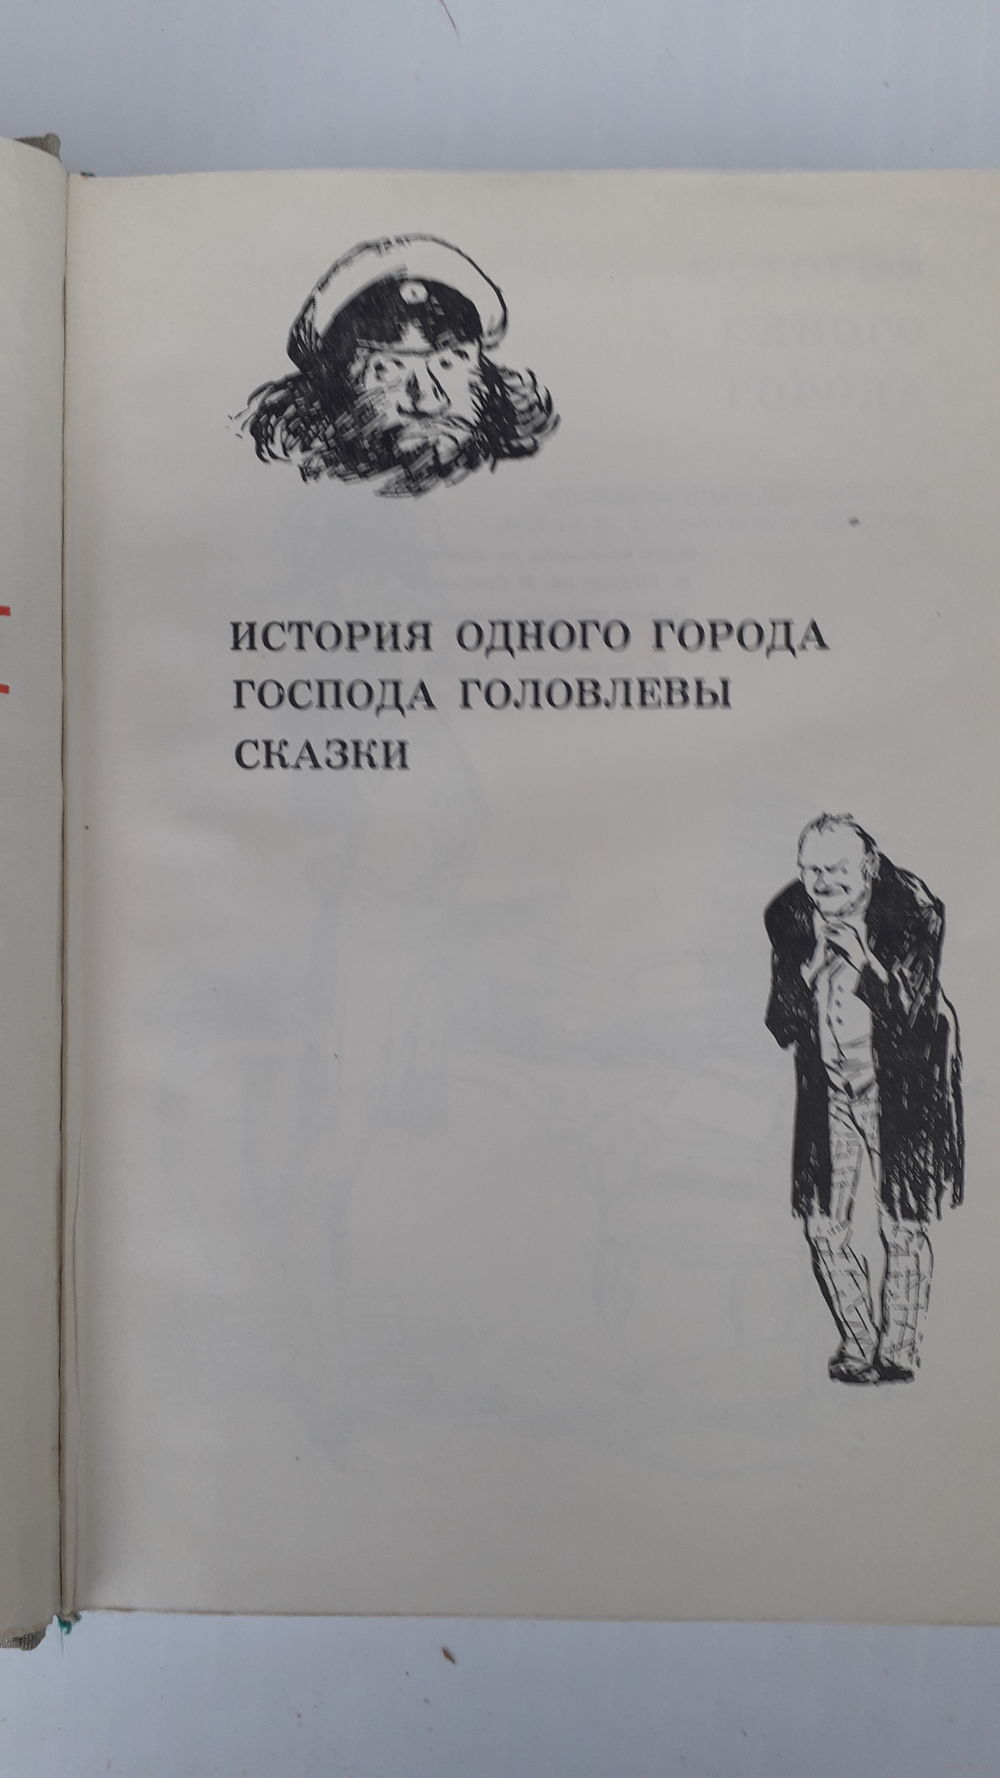 ИСТОРИЯ ОДНОГО ГОРОДА
ГОСПОДА ГОЛОВЛЕВЫ
СКАЗКИ